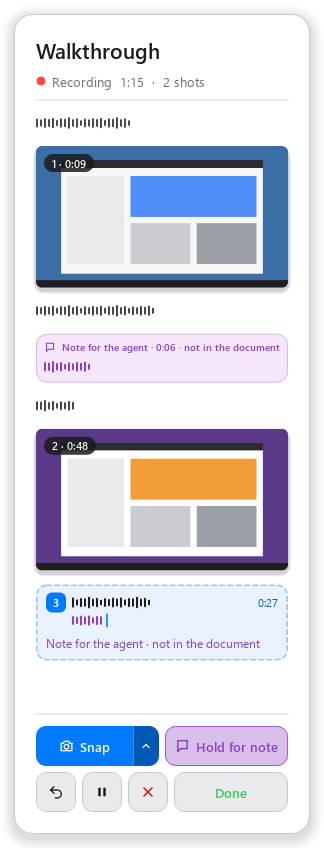 Walkthrough
Recording 1:15 · 2 shots
1 · 0:09
Note for the agent · 0:06 · not in the document
2 · 0:48
3 0:27
Note for the agent · not in the document
Snap Hold for note
Done